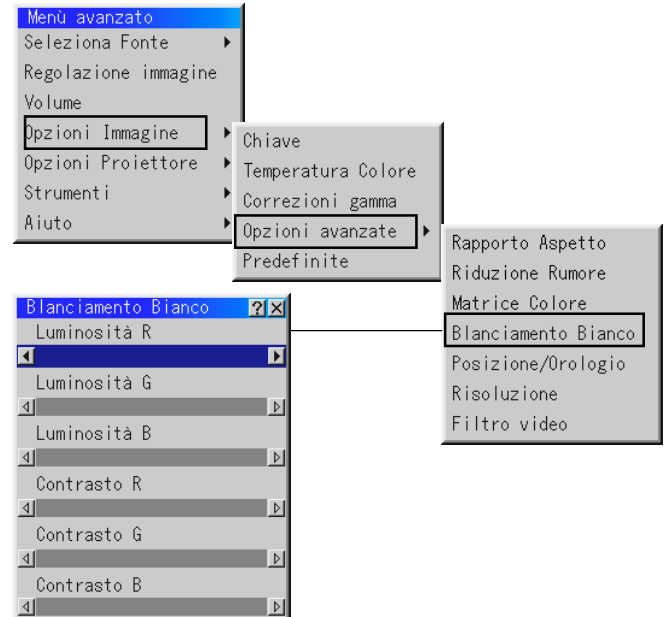 Menù avanzato
Seleziona Fonte
Regolazione immagine
Volume
Opzioni Immagine
Opzioni Proiettore
Strumenti
Aiuto
Chiave
Temperatura Colore
Correzioni gamma
Opzioni avanzate
Predefinite
Rapporto Aspetto
Riduzione Rumore
Matrice Colore
Blanciamento Bianco
Posizione/Orologio
Risoluzione
Filtro video
Blanciamento Bianco
Luminosità R
Luminosità G
Luminosità B
Contrasto R
Contrasto G
Contrasto B